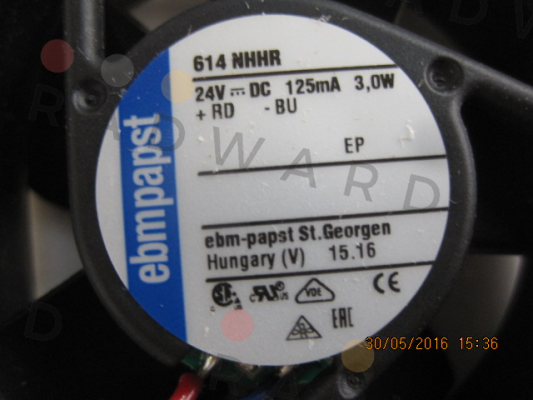 614 NHHR
24V ⎓ DC 125mA 3,0W
+ RD - BU
EP
ebmpapst
ebm-papst St.Georgen
Hungary (V) 15.16
VDE
CE
EAC
30/05/2016 15:36